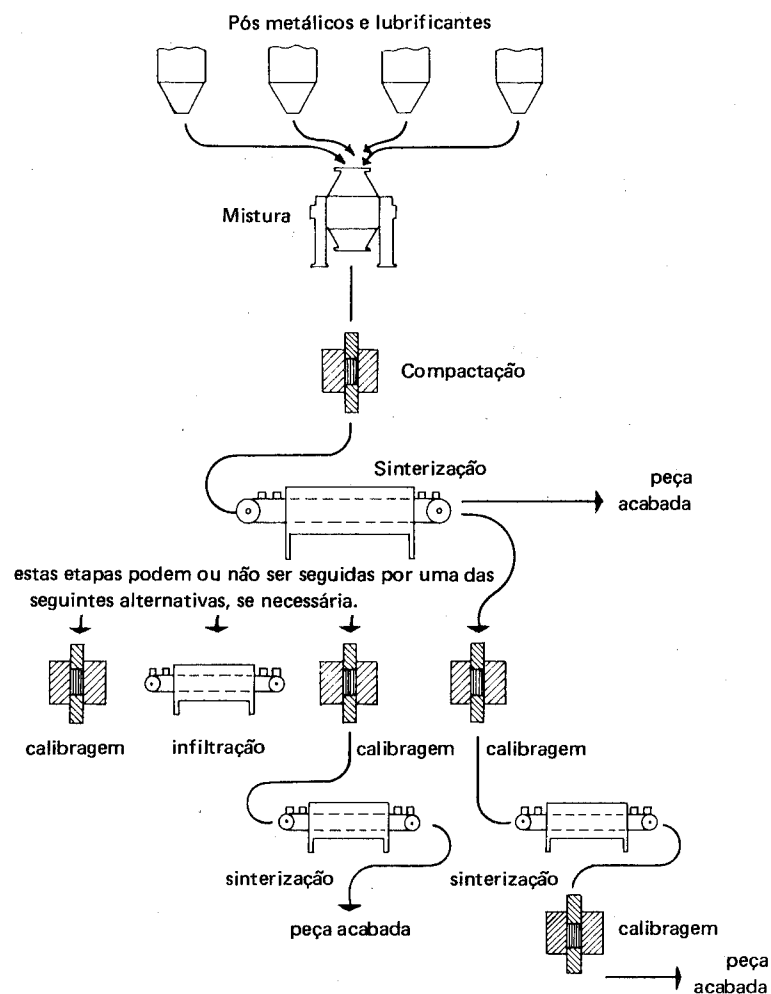 Pós metálicos e lubrificantes
Mistura
Compactação
Sinterização
peça
acabada
estas etapas podem ou não ser seguidas por uma das
seguintes alternativas, se necessária.
calibragem
infiltração
calibragem
calibragem
sinterização
sinterização
peça acabada
calibragem
peça
acabada